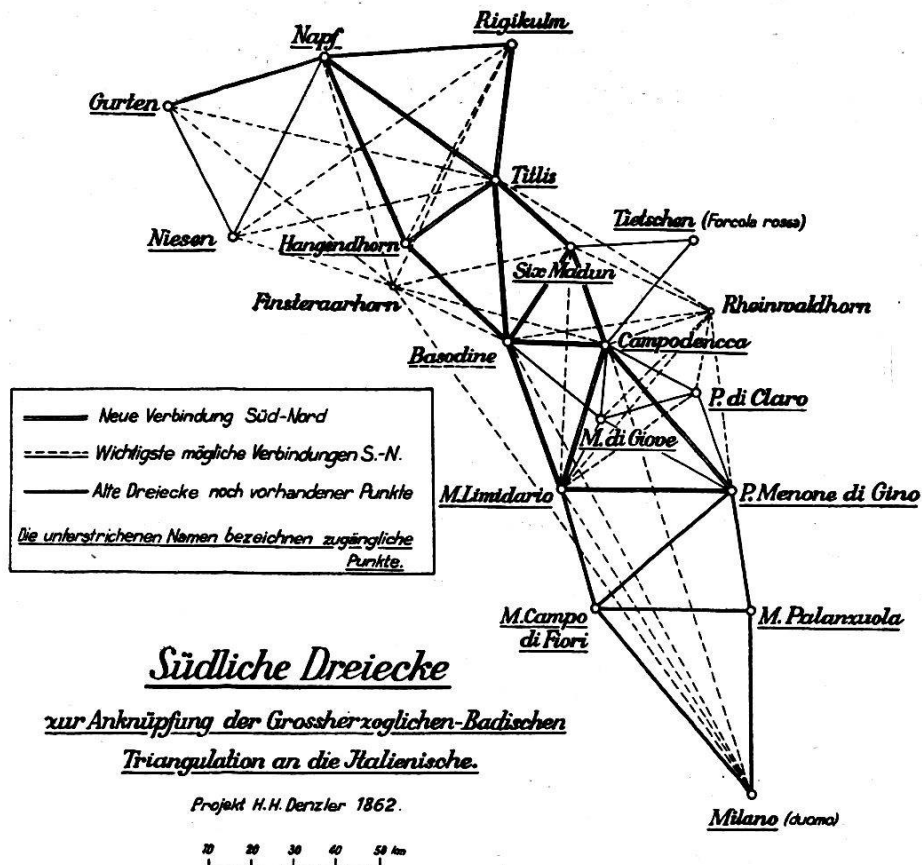 Rigikulm
Napf
Gurten
Titlis
Tietschen (Forcola rossa)
Niesen
Hangendhorn
Six Madun
Finsteraarhorn
Rheinwaldhorn
Basodine
Campodencca
P. di Claro
M. di Giove
Neue Verbindung Süd-Nord
Wichtigste mögliche Verbindungen S.-N.
Alte Dreiecke noch vorhandener Punkte
Die unterstrichenen Namen bezeichnen zugängliche
Punkte.
M. Limidario
P. Menone di Gino
M. Campo
di Fiori
M. Palanzuola
Südliche Dreiecke
zur Anknüpfung der Grossherzoglichen-Badischen
Triangulation an die Italienische.
Projekt H. H. Denzler 1862.
Milano (duomo)
10 20 30 40 50 km